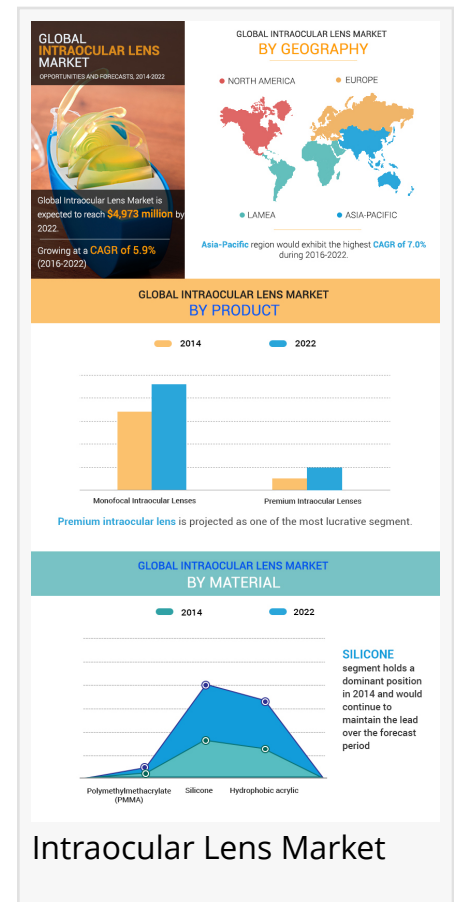 GLOBAL
INTRAOCULAR LENS
MARKET
OPPORTUNITIES AND FORECASTS, 2014-2022
Global Intraocular Lens Market is
expected to reach $4,973 million by
2022.
Growing at a CAGR of 5.9%
(2016-2022)
GLOBAL INTRAOCULAR LENS MARKET
BY GEOGRAPHY
NORTH AMERICA
EUROPE
LAMEA
ASIA-PACIFIC
Asia-Pacific region would exhibit the highest CAGR of 7.0%
during 2016-2022.
GLOBAL INTRAOCULAR LENS MARKET
BY PRODUCT
2014
2022
Monofocal Intraocular Lenses
Premium Intraocular Lenses
Premium intraocular lens is projected as one of the most lucrative segment.
GLOBAL INTRAOCULAR LENS MARKET
BY MATERIAL
2014
2022
SILICONE
segment holds a
dominant position
in 2014 and would
continue to
maintain the lead
over the forecast
period
Polymethylmethacrylate
(PMMA)
Silicone
Hydrophobic acrylic
Intraocular Lens Market